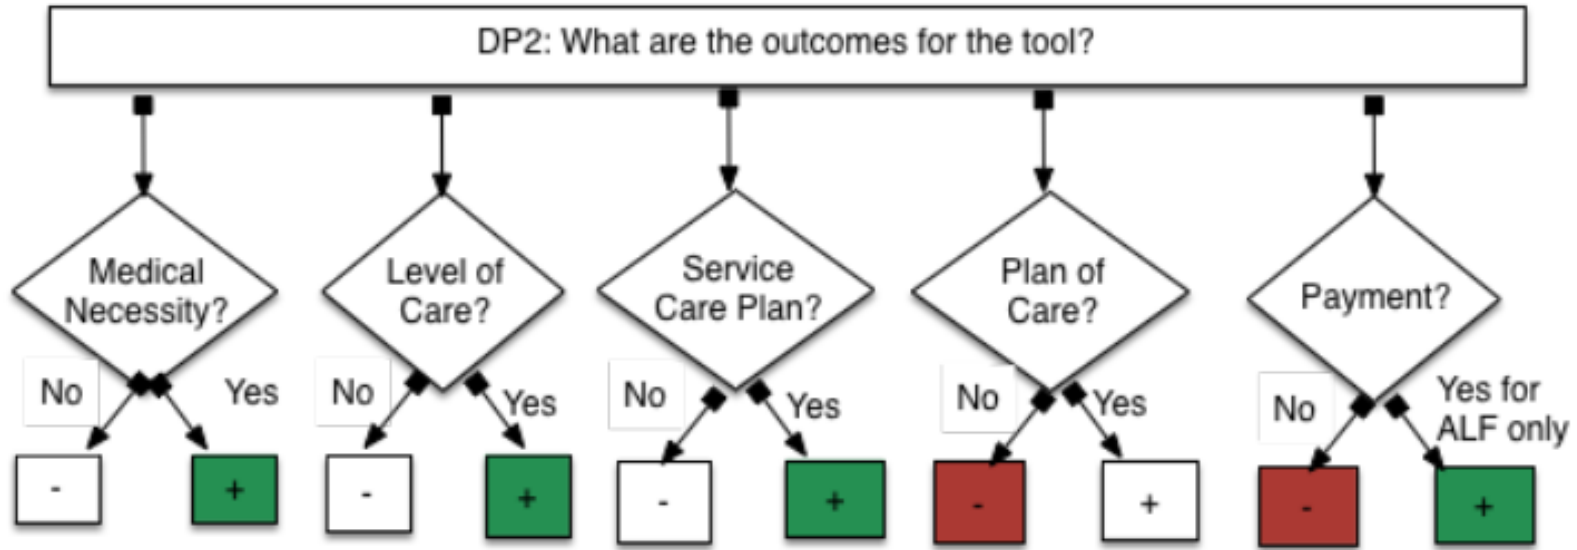 DP2: What are the outcomes for the tool?
Medical
Necessity?
Level of
Care?
Service
Care Plan?
Plan of
Care?
Payment?
No
Yes
No
Yes
No
Yes
No
Yes
No
Yes for
ALF only
-
+
-
+
-
+
-
+
-
+